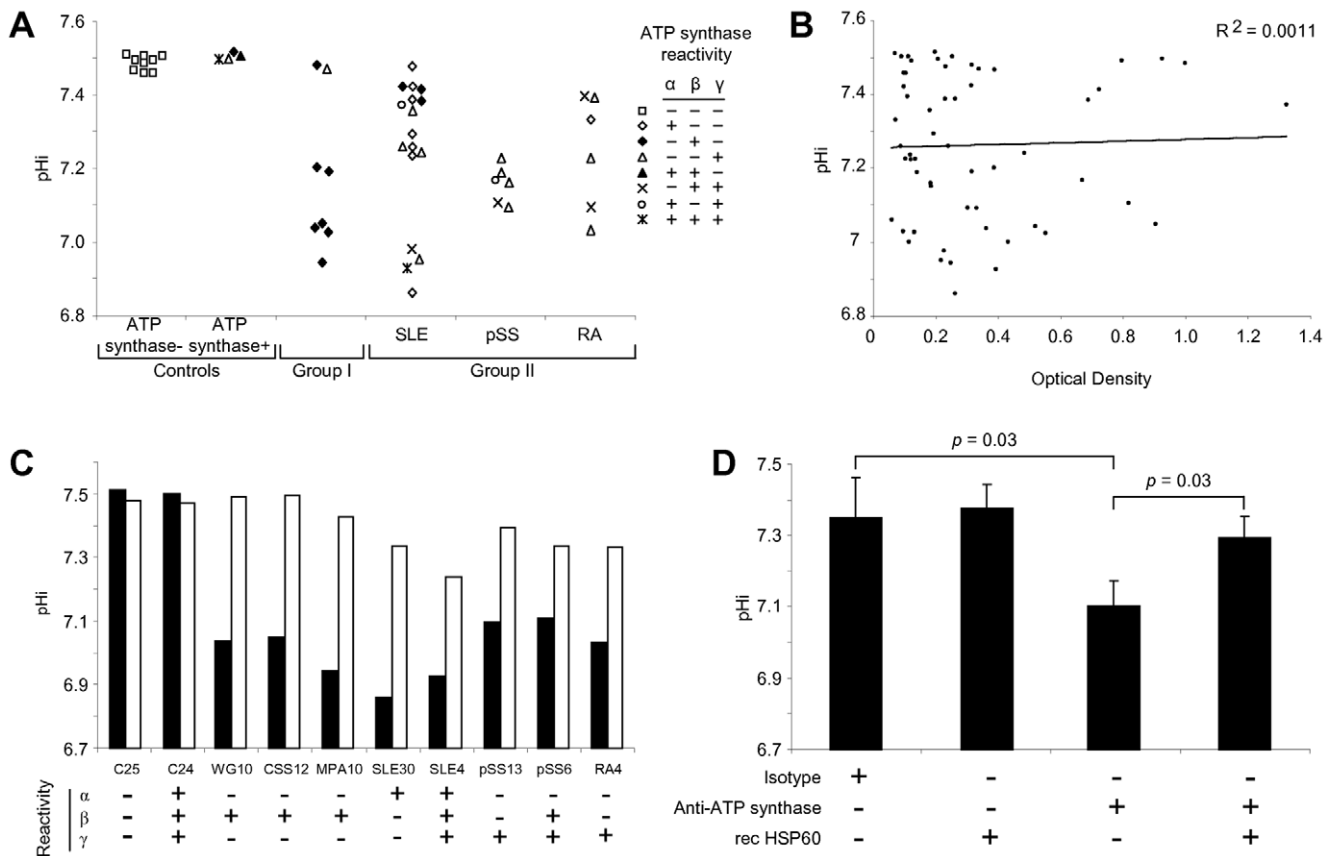 A
7.6
7.4
7.2
7.0
6.8
pHi
ATP synthase-
ATP synthase+
SLE
pSS
RA
Controls
Group I
Group II
ATP synthase
reactivity
α β γ
− − −
+ − −
− + −
− − +
+ + −
− + +
+ − +
+ + +
B
R2 = 0.0011
7.6
7.4
7.2
7
6.8
pHi
0 0.2 0.4 0.6 0.8 1.0 1.2 1.4
Optical Density
C
7.5
7.3
7.1
6.9
6.7
pHi
C25 C24 WG10 CSS12 MPA10 SLE30 SLE4 pSS13 pSS6 RA4
Reactivity
α - + - - - + + - - -
β - + + + + - + - + -
γ - + - - - - + + + +
D
p = 0.03
p = 0.03
7.5
7.3
7.1
6.9
6.7
pHi
Isotype + - - -
Anti-ATP synthase - - + +
rec HSP60 - + - +